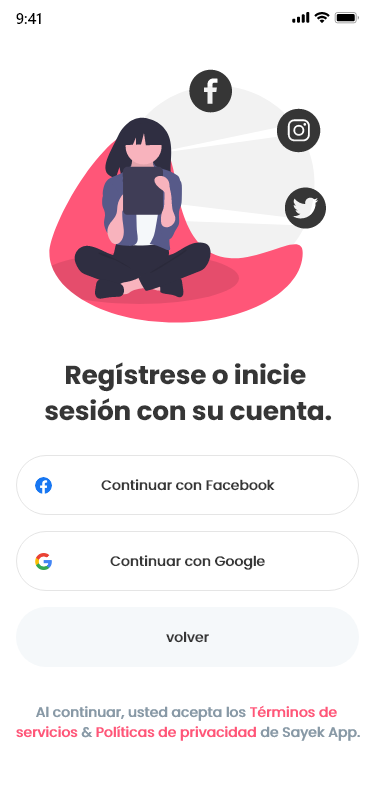 9:41
Regístrese o inicie
sesión con su cuenta.
Continuar con Facebook
Continuar con Google
volver
Al continuar, usted acepta los Términos de
servicios & Políticas de privacidad de Sayek App.